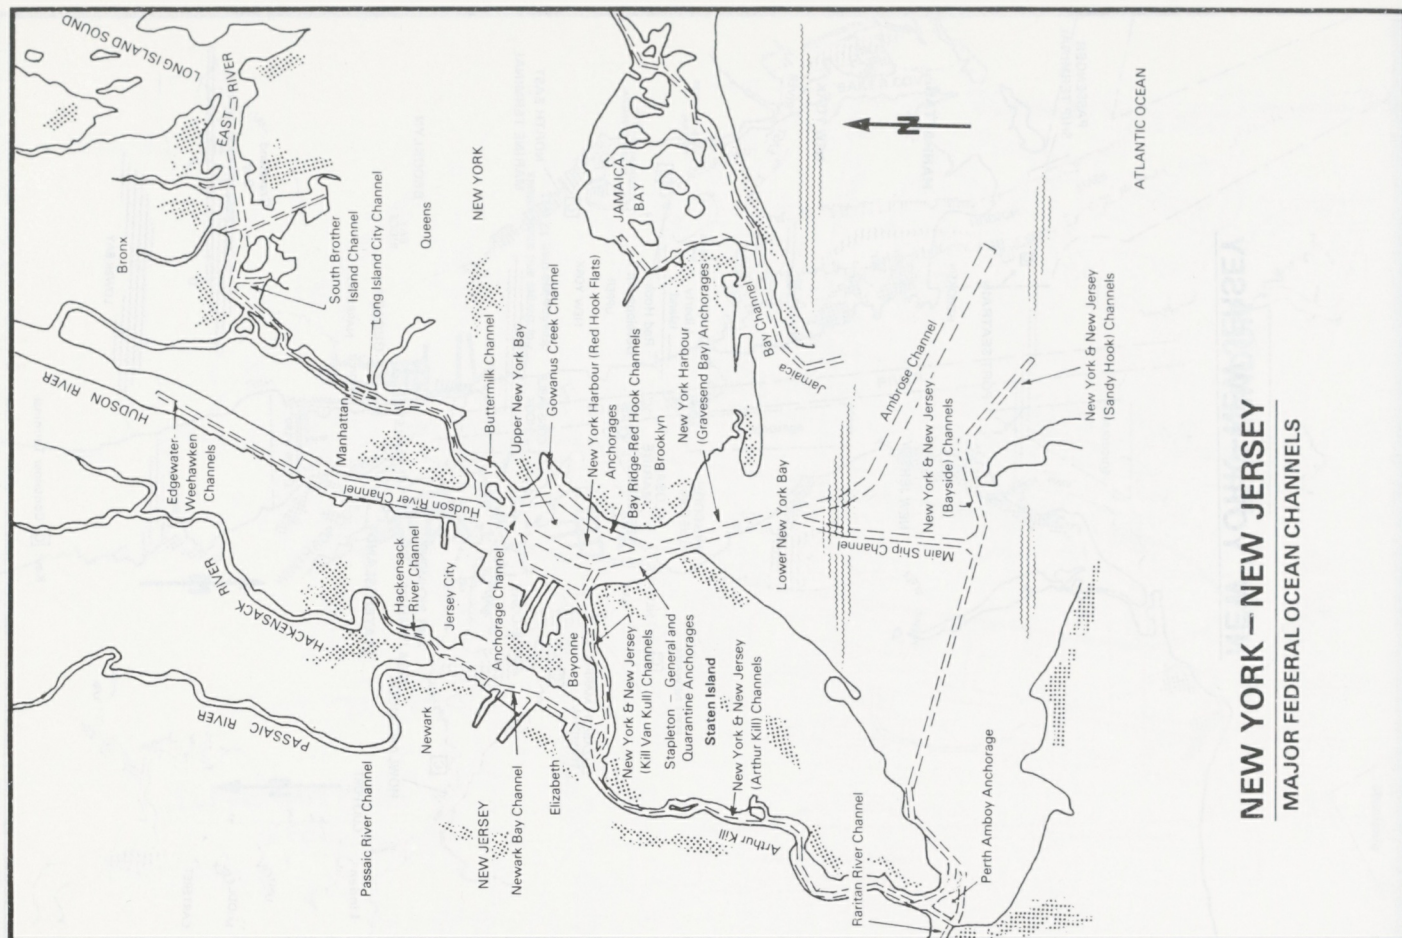 LONG ISLAND SOUND
EAST RIVER
Bronx
South Brother
Island Channel
Long Island City Channel
Queens
NEW YORK
HUDSON RIVER
Edgewater-
Weehawken
Channels
Manhattan
Hudson River Channel
Buttermilk Channel
Upper New York Bay
Gowanus Creek Channel
New York Harbour (Red Hook Flats)
Anchorages
Bay Ridge-Red Hook Channels
Brooklyn
New York Harbour
(Gravesend Bay) Anchorages
JAMAICA
BAY
Jamaica Bay Channel
N
ATLANTIC OCEAN
Ambrose Channel
New York & New Jersey
(Bayside) Channels
New York & New Jersey
(Sandy Hook) Channels
Lower New York Bay
Main Ship Channel
HACKENSACK RIVER
PASSAIC RIVER
Hackensack
River Channel
Jersey City
Anchorage Channel
Bayonne
New York & New Jersey
(Kill Van Kull) Channels
Stapleton – General and
Quarantine Anchorages
Staten Island
New York & New Jersey
(Arthur Kill) Channels
Newark
Passaic River Channel
NEW JERSEY
Newark Bay Channel
Elizabeth
Arthur Kill
Raritan River Channel
Perth Amboy Anchorage
NEW YORK – NEW JERSEY
MAJOR FEDERAL OCEAN CHANNELS